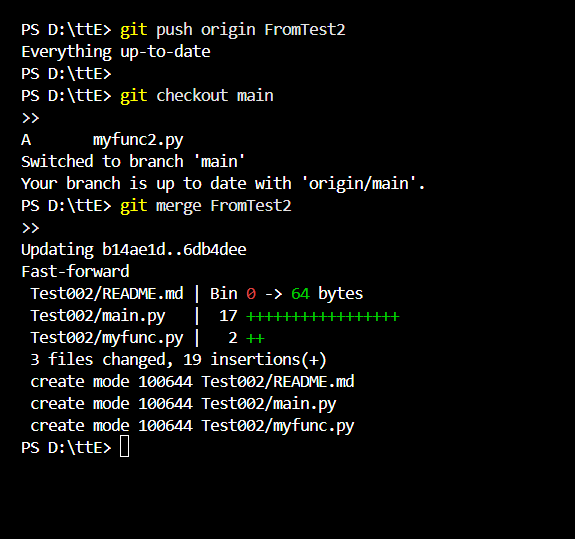 PS D:\ttE> git push origin FromTest2
Everything up-to-date
PS D:\ttE>
PS D:\ttE> git checkout main
>>
A       myfunc2.py
Switched to branch 'main'
Your branch is up to date with 'origin/main'.
PS D:\ttE> git merge FromTest2
>>
Updating b14ae1d..6db4dee
Fast-forward
 Test002/README.md | Bin 0 -> 64 bytes
 Test002/main.py   |  17 +++++++++++++++++
 Test002/myfunc.py |   2 ++
 3 files changed, 19 insertions(+)
 create mode 100644 Test002/README.md
 create mode 100644 Test002/main.py
 create mode 100644 Test002/myfunc.py
PS D:\ttE>